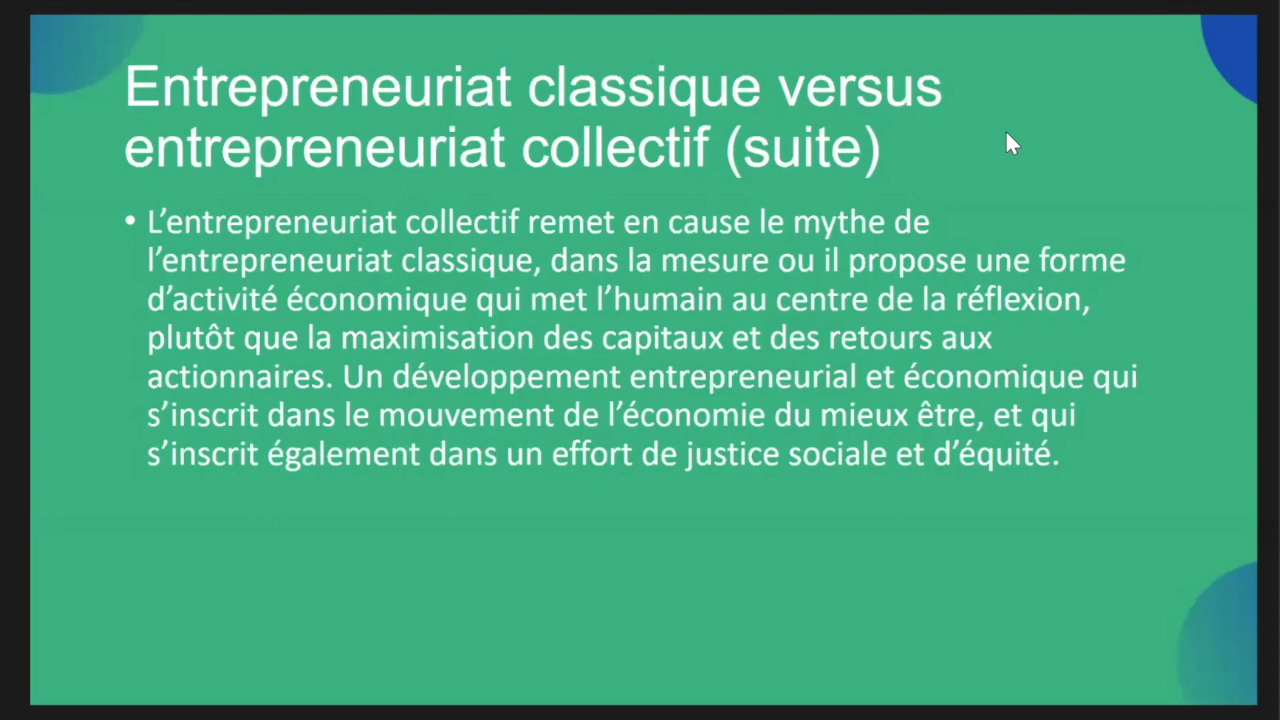 Entrepreneuriat classique versus
entrepreneuriat collectif (suite)
• L’entrepreneuriat collectif remet en cause le mythe de
l’entrepreneuriat classique, dans la mesure ou il propose une forme
d’activité économique qui met l’humain au centre de la réflexion,
plutôt que la maximisation des capitaux et des retours aux
actionnaires. Un développement entrepreneurial et économique qui
s’inscrit dans le mouvement de l’économie du mieux être, et qui
s’inscrit également dans un effort de justice sociale et d’équité.